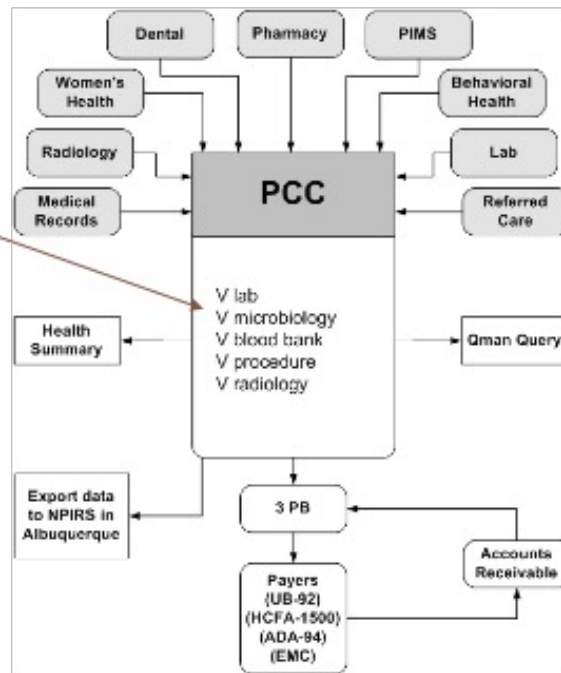 Dental
Pharmacy
PIMS
Women's
Health
Behavioral
Health
Radiology
Lab
Medical
Records
Referred
Care
PCC
V lab
V microbiology
V blood bank
V procedure
V radiology
Health
Summary
Qman Query
Export data
to NPIRS in
Albuquerque
3 PB
Accounts
Receivable
Payers
(UB-92)
(HCFA-1500)
(ADA-94)
(EMC)